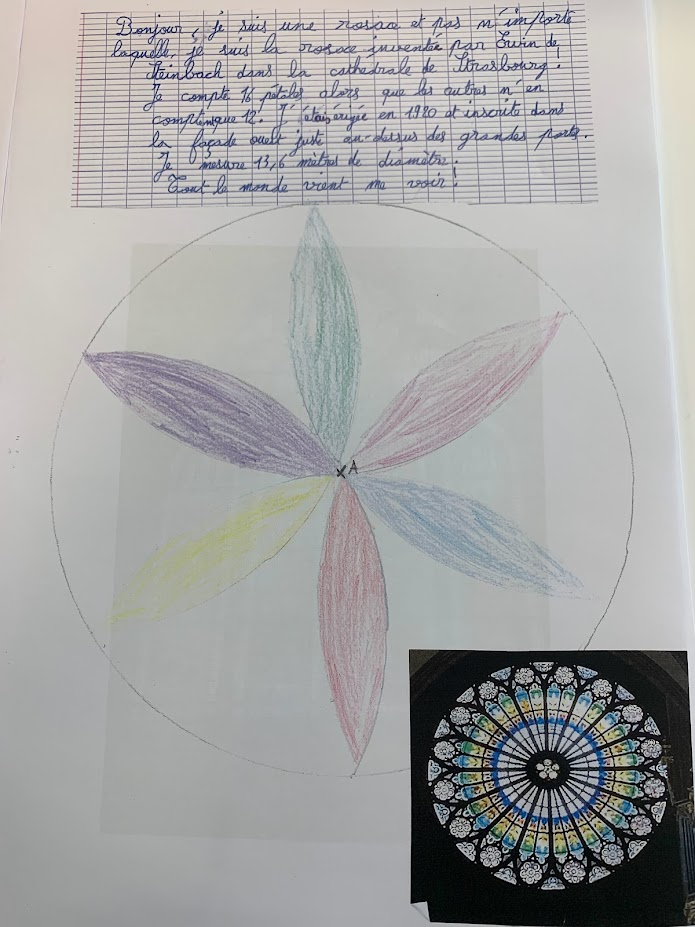 Bonjour, je suis une rosace et pas n'importe
laquelle, je suis la rosace inventée par Erwin de
Steinbach dans la cathédrale de Strasbourg.
Je compte 16 pétales alors que les autres n'en
comptent que 12. J'étais érigée en 1920 et inscrite dans
la façade ouest juste au-dessus des grandes portes.
Je mesure 13,6 mètres de diamètre.
Tout le monde vient me voir!
A